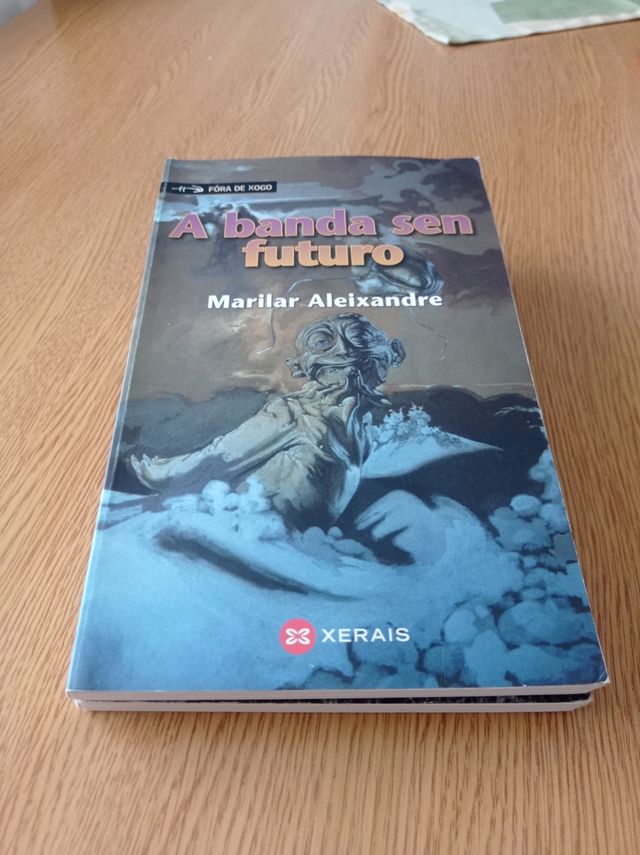 FÓRA DE XOGO
A banda sen
futuro
Marilar Aleixandre
XERAIS